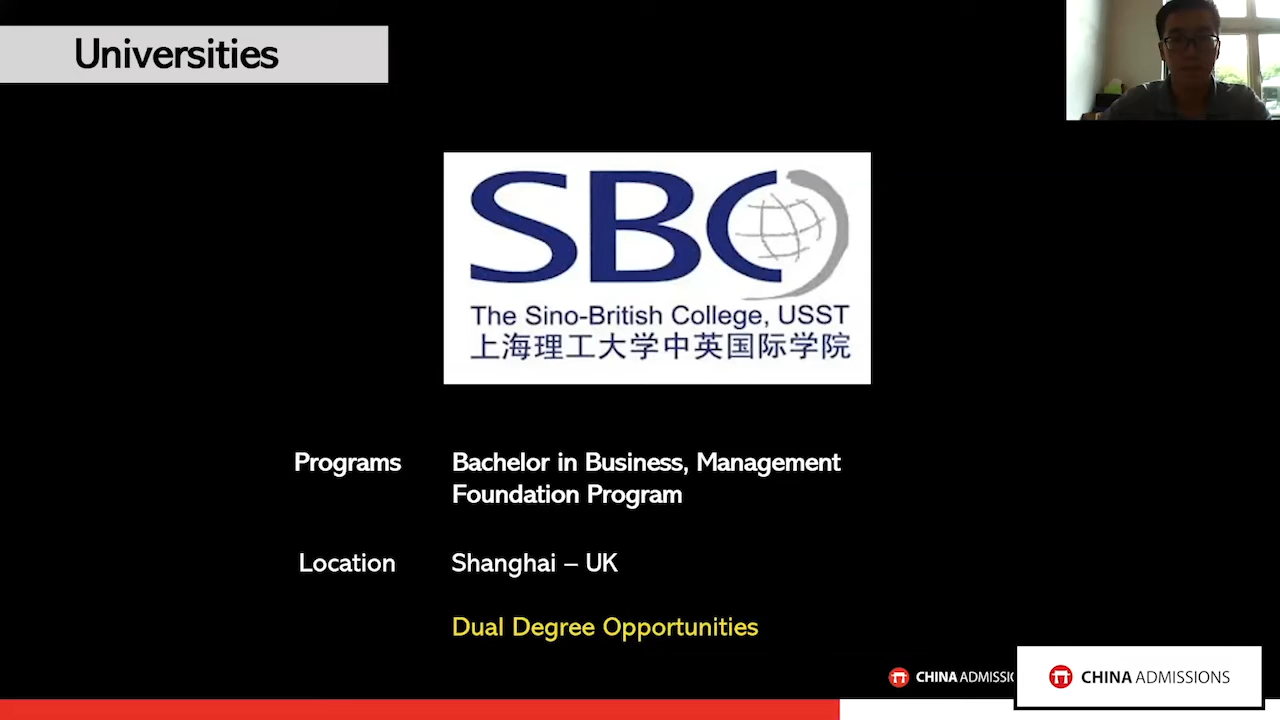 Universities
SBC
The Sino-British College, USST
上海理工大学中英国际学院
Programs
Bachelor in Business, Management
Foundation Program
Location
Shanghai – UK
Dual Degree Opportunities
CHINA ADMISSIO
CHINA ADMISSIONS